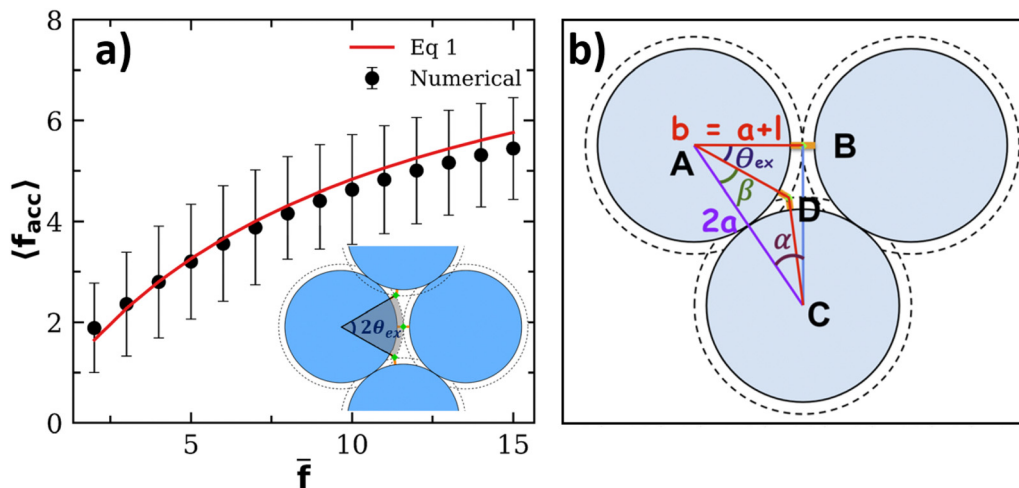 a)
8
6
4
2
0
⟨f_acc⟩
Eq 1
Numerical
2θ_ex
5
10
15
f̄
b)
b = a+l
B
A
θ_ex
β
D
2a
α
C